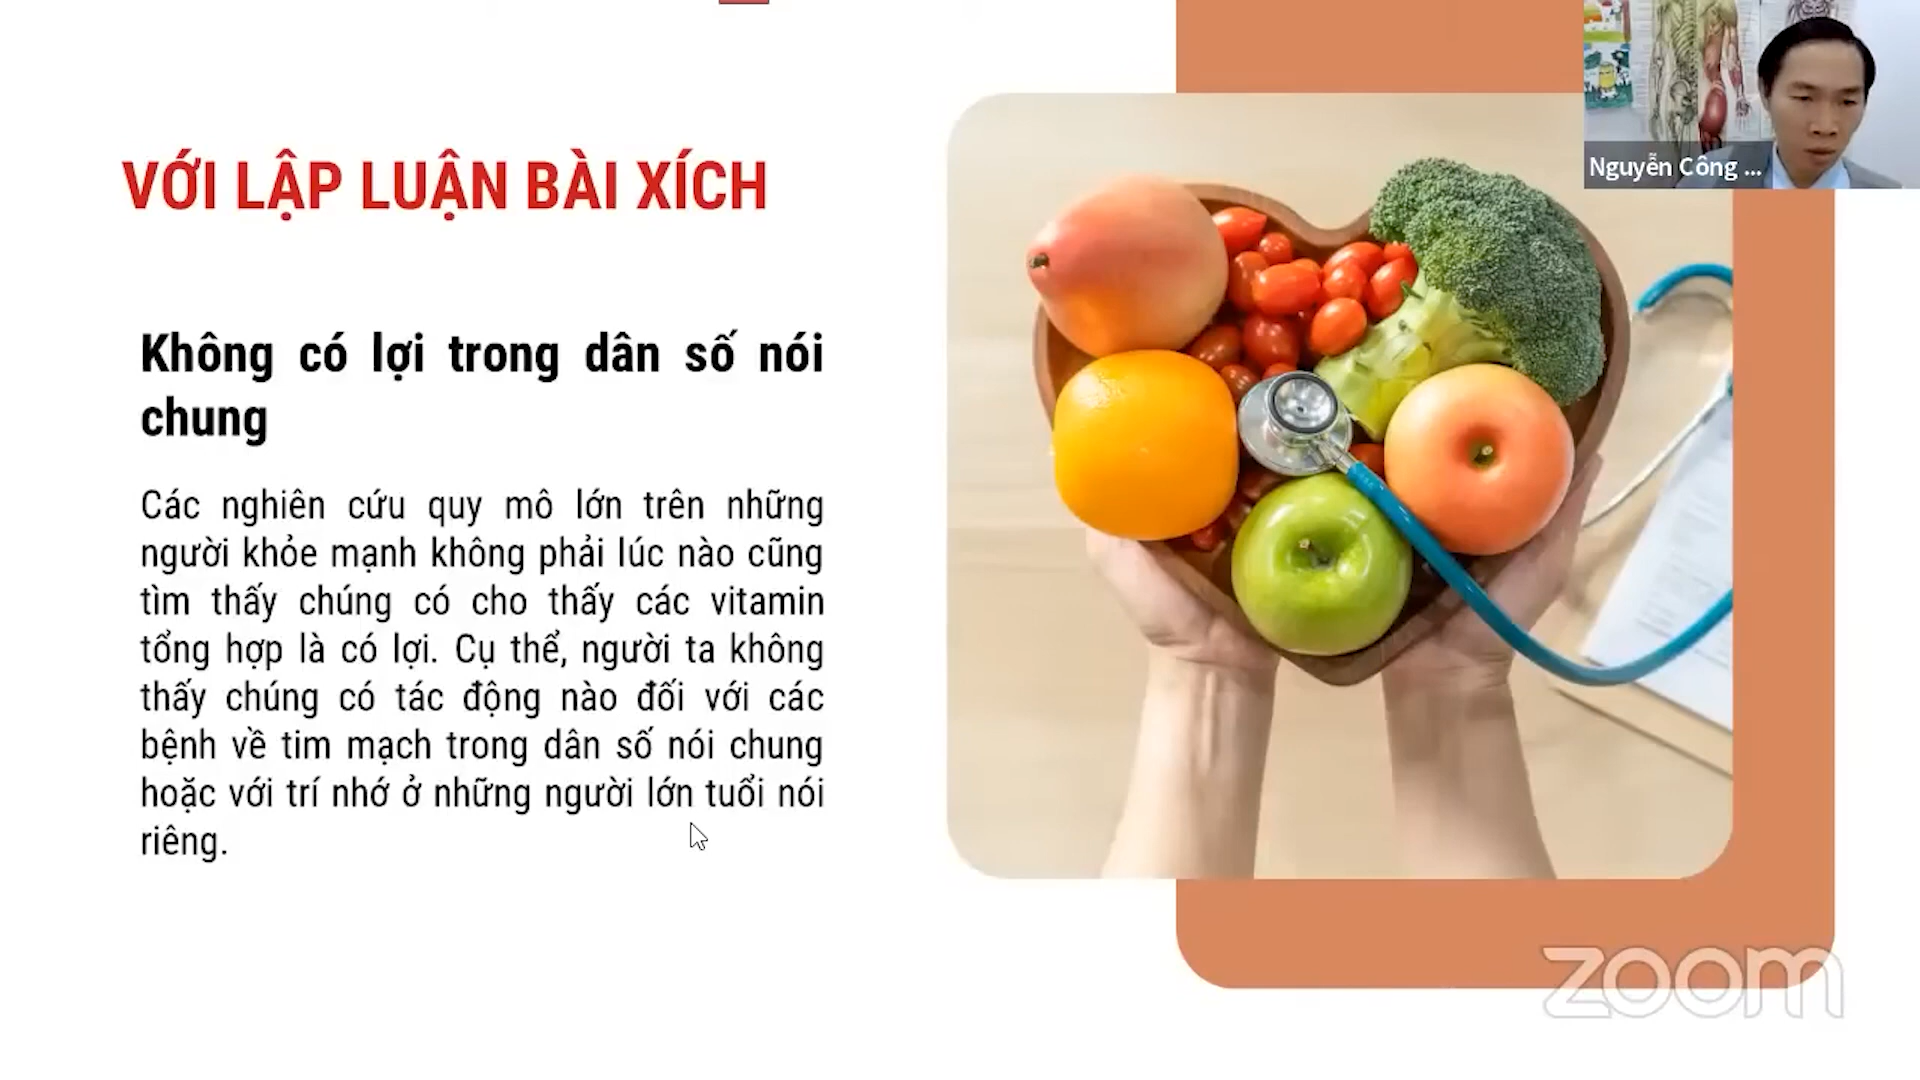 VỚI LẬP LUẬN BÀI XÍCH
Không có lợi trong dân số nói
chung
Các nghiên cứu quy mô lớn trên những
người khỏe mạnh không phải lúc nào cũng
tìm thấy chúng có cho thấy các vitamin
tổng hợp là có lợi. Cụ thể, người ta không
thấy chúng có tác động nào đối với các
bệnh về tim mạch trong dân số nói chung
hoặc với trí nhớ ở những người lớn tuổi nói
riêng.
Nguyễn Công ...
zoom